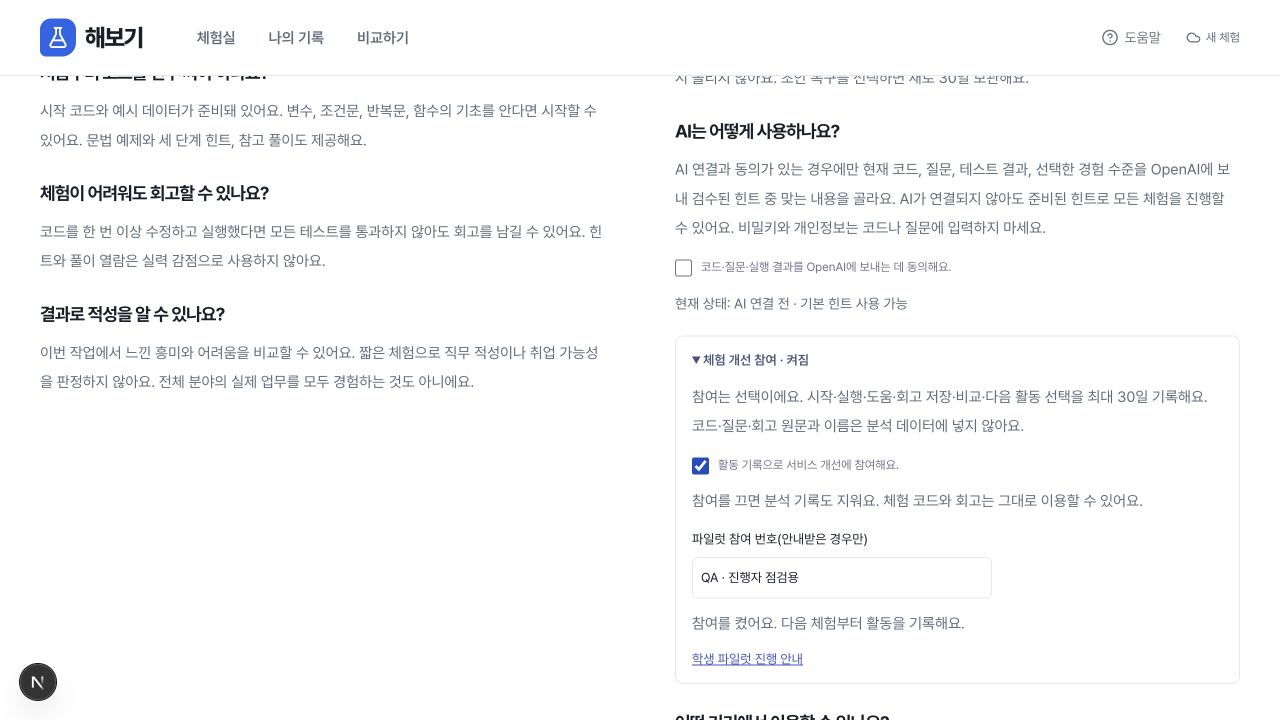 해보기
체험실
나의 기록
비교하기
도움말
새 체험
시작 코드와 예시 데이터가 준비돼 있어요. 변수, 조건문, 반복문, 함수의 기초를 안다면 시작할 수
있어요. 문법 예제와 세 단계 힌트, 참고 풀이도 제공해요.
체험이 어려워도 회고할 수 있나요?
코드를 한 번 이상 수정하고 실행했다면 모든 테스트를 통과하지 않아도 회고를 남길 수 있어요. 힌
트와 풀이 열람은 실력 감점으로 사용하지 않아요.
결과로 적성을 알 수 있나요?
이번 작업에서 느낀 흥미와 어려움을 비교할 수 있어요. 짧은 체험으로 직무 적성이나 취업 가능성
을 판정하지 않아요. 전체 분야의 실제 업무를 모두 경험하는 것도 아니에요.
지 돌리지 않아요. 초안 복구를 선택하면 새로 30일 보관해요.
AI는 어떻게 사용하나요?
AI 연결과 동의가 있는 경우에만 현재 코드, 질문, 테스트 결과, 선택한 경험 수준을 OpenAI에 보
내 검수된 힌트 중 맞는 내용을 골라요. AI가 연결되지 않아도 준비된 힌트로 모든 체험을 진행할
수 있어요. 비밀키와 개인정보는 코드나 질문에 입력하지 마세요.
코드·질문·실행 결과를 OpenAI에 보내는 데 동의해요.
현재 상태: AI 연결 전 · 기본 힌트 사용 가능
▼ 체험 개선 참여 · 켜짐
참여는 선택이에요. 시작·실행·도움·회고 저장·비교·다음 활동 선택을 최대 30일 기록해요.
코드·질문·회고 원문과 이름은 분석 데이터에 넣지 않아요.
활동 기록으로 서비스 개선에 참여해요.
참여를 끄면 분석 기록도 지워요. 체험 코드와 회고는 그대로 이용할 수 있어요.
파일럿 참여 번호(안내받은 경우만)
QA · 진행자 점검용
참여를 켰어요. 다음 체험부터 활동을 기록해요.
학생 파일럿 진행 안내
N